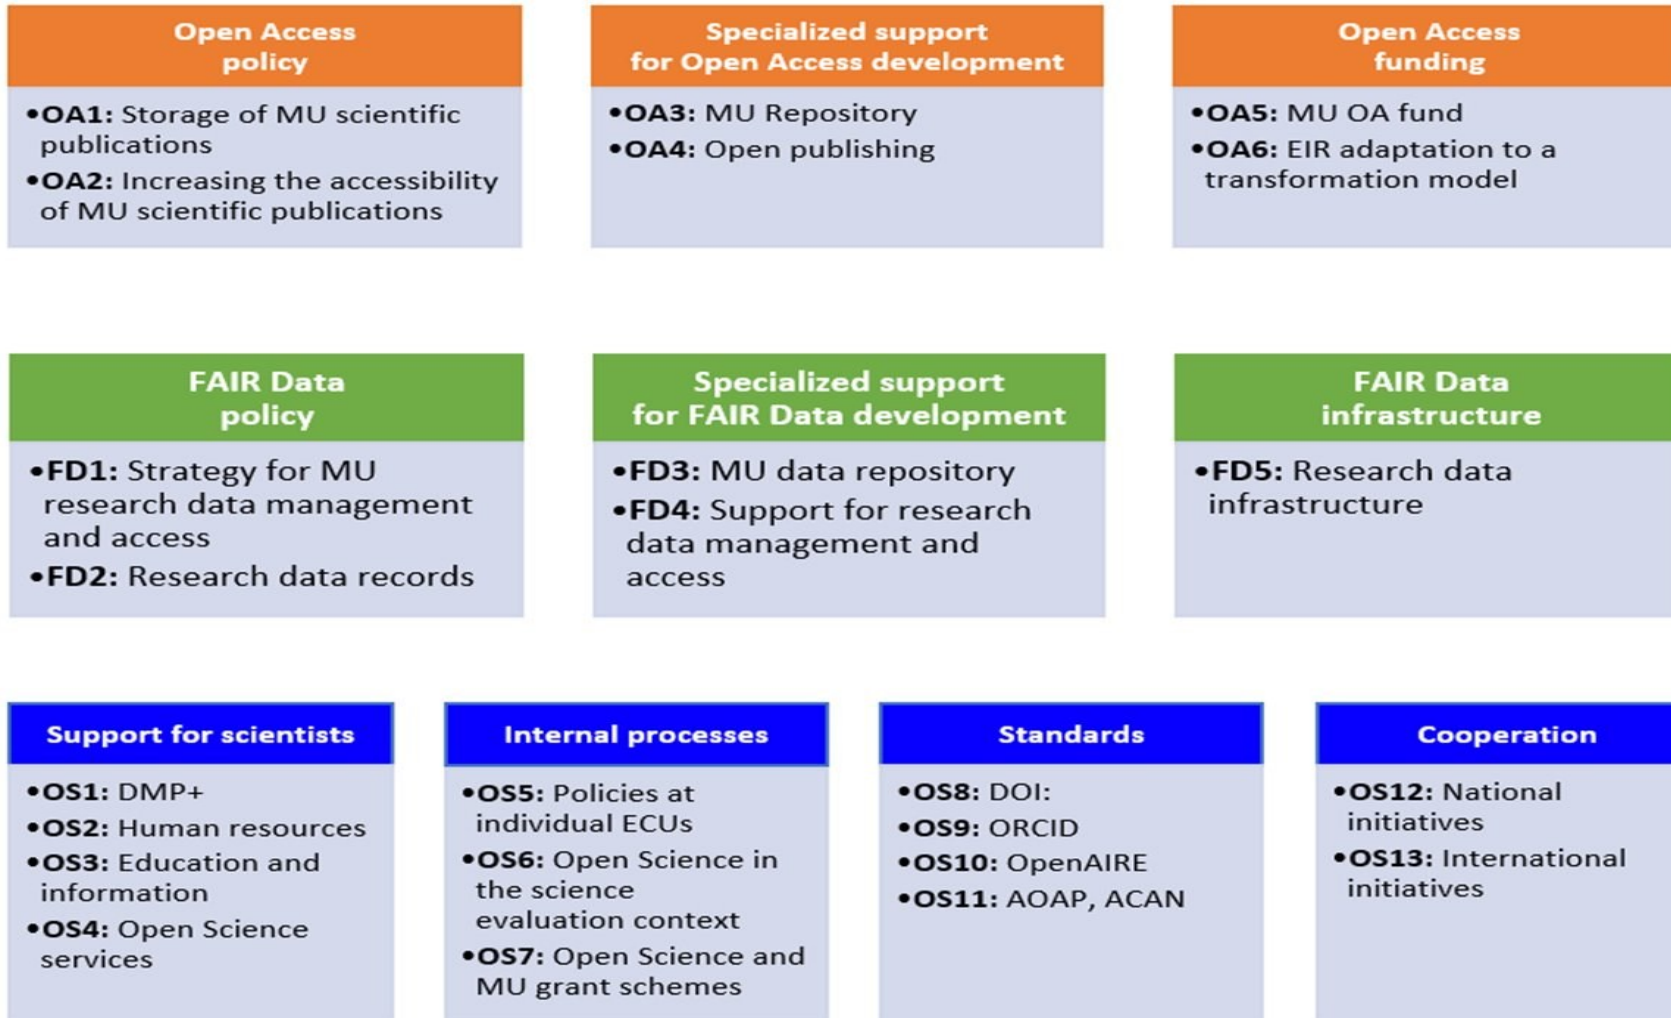 Open Access
policy
•OA1: Storage of MU scientific
publications
•OA2: Increasing the accessibility
of MU scientific publications
Specialized support
for Open Access development
•OA3: MU Repository
•OA4: Open publishing
Open Access
funding
•OA5: MU OA fund
•OA6: EIR adaptation to a
transformation model
FAIR Data
policy
•FD1: Strategy for MU
research data management
and access
•FD2: Research data records
Specialized support
for FAIR Data development
•FD3: MU data repository
•FD4: Support for research
data management and
access
FAIR Data
infrastructure
•FD5: Research data
infrastructure
Support for scientists
•OS1: DMP+
•OS2: Human resources
•OS3: Education and
information
•OS4: Open Science
services
Internal processes
•OS5: Policies at
individual ECUs
•OS6: Open Science in
the science
evaluation context
•OS7: Open Science and
MU grant schemes
Standards
•OS8: DOI:
•OS9: ORCID
•OS10: OpenAIRE
•OS11: AOAP, ACAN
Cooperation
•OS12: National
initiatives
•OS13: International
initiatives